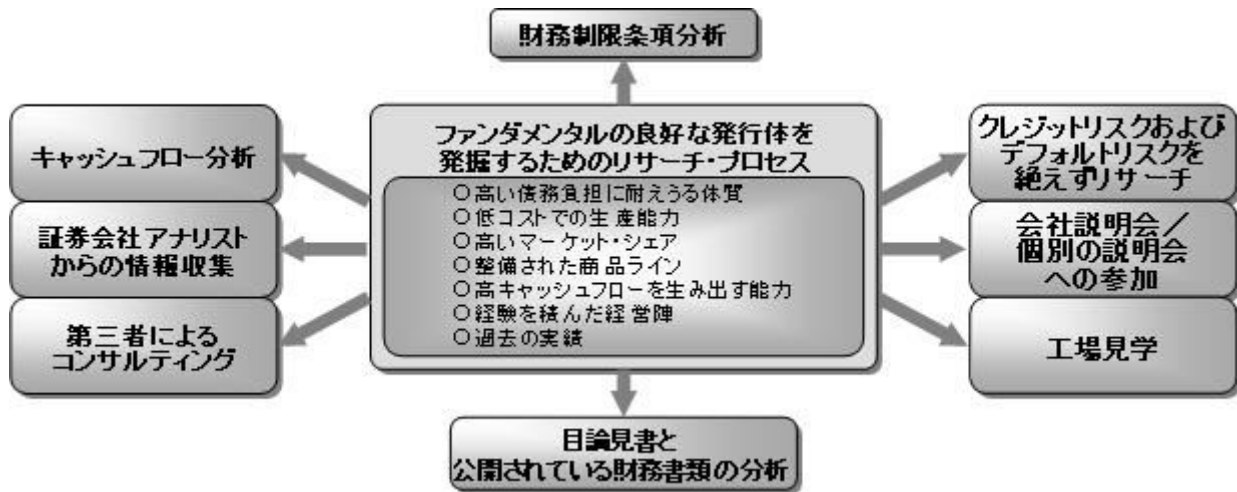 財務制限条項分析
ファンダメンタルの良好な発行体を
発掘するためのリサーチ・プロセス
○高い債務負担に耐えうる体質
○低コストでの生産能力
○高いマーケット・シェア
○整備された商品ライン
○高キャッシュフローを生み出す能力
○経験を積んだ経営陣
○過去の実績
キャッシュフロー分析
証券会社アナリスト
からの情報収集
第三者による
コンサルティング
クレジットリスクおよび
デフォルトリスクを
絶えずリサーチ
会社説明会／
個別の説明会
への参加
工場見学
目論見書と
公開されている財務書類の分析